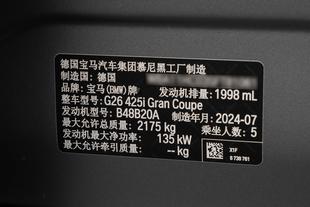 德国宝马汽车集团慕尼黑工厂制造
制造国：德国
品牌：宝马(BMW)牌
发动机排量：1998 mL
整车型号：G26 425i Gran Coupe
发动机型号：B48B20A
制造年月：2024-07
最大允许总质量：2175 kg
乘坐人数：5
发动机最大净功率：135 kW
最大允许牵引质量：-- kg
X1F
8 736 761